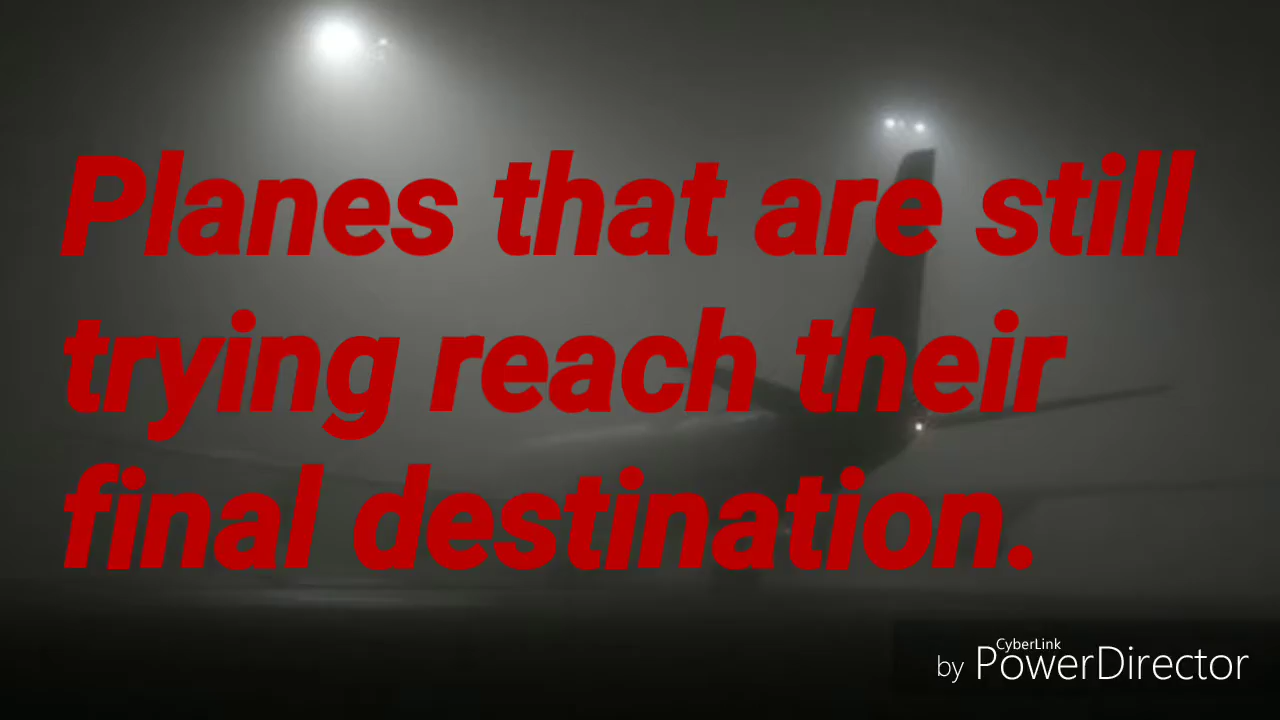 Planes that are still
trying reach their
final destination.
CyberLink
by PowerDirector